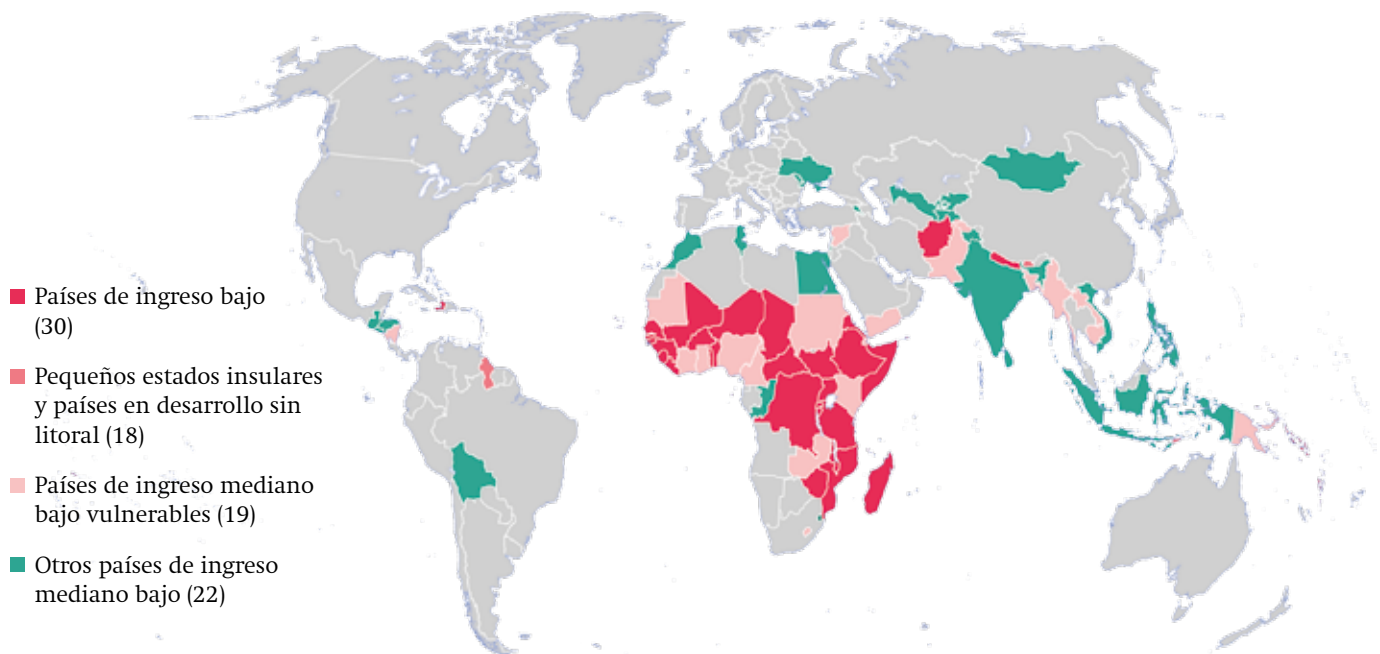 Países de ingreso bajo
(30)
Pequeños estados insulares
y países en desarrollo sin
litoral (18)
Países de ingreso mediano
bajo vulnerables (19)
Otros países de ingreso
mediano bajo (22)